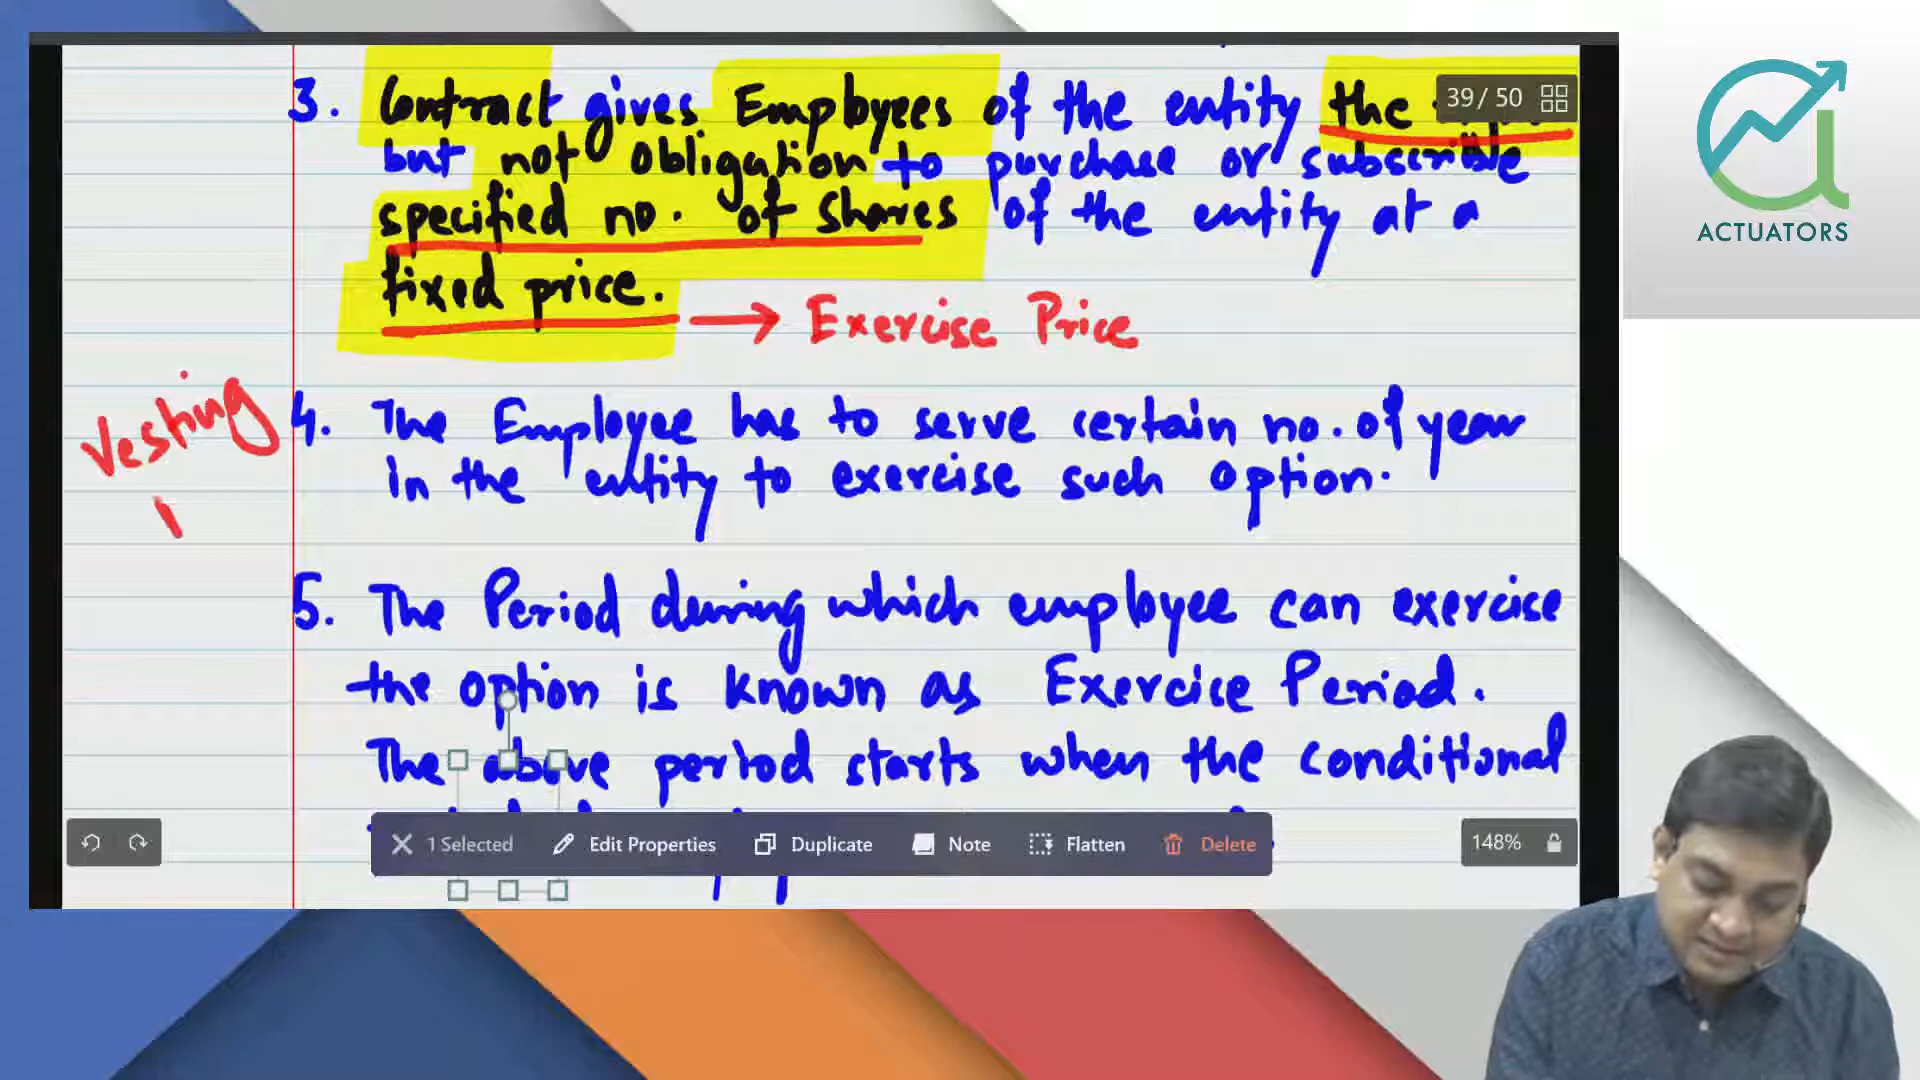 3. Contract gives Employees of the entity the
but not obligation to purchase or subscribe
specified no. of shares of the entity at a
fixed price. → Exercise Price
Vesting
4. The Employee has to serve certain no. of year
in the entity to exercise such option.
5. The Period during which employee can exercise
the option is known as Exercise Period.
The above period starts when the conditional
39 / 50
1 Selected Edit Properties Duplicate Note Flatten Delete
148%
ACTUATORS